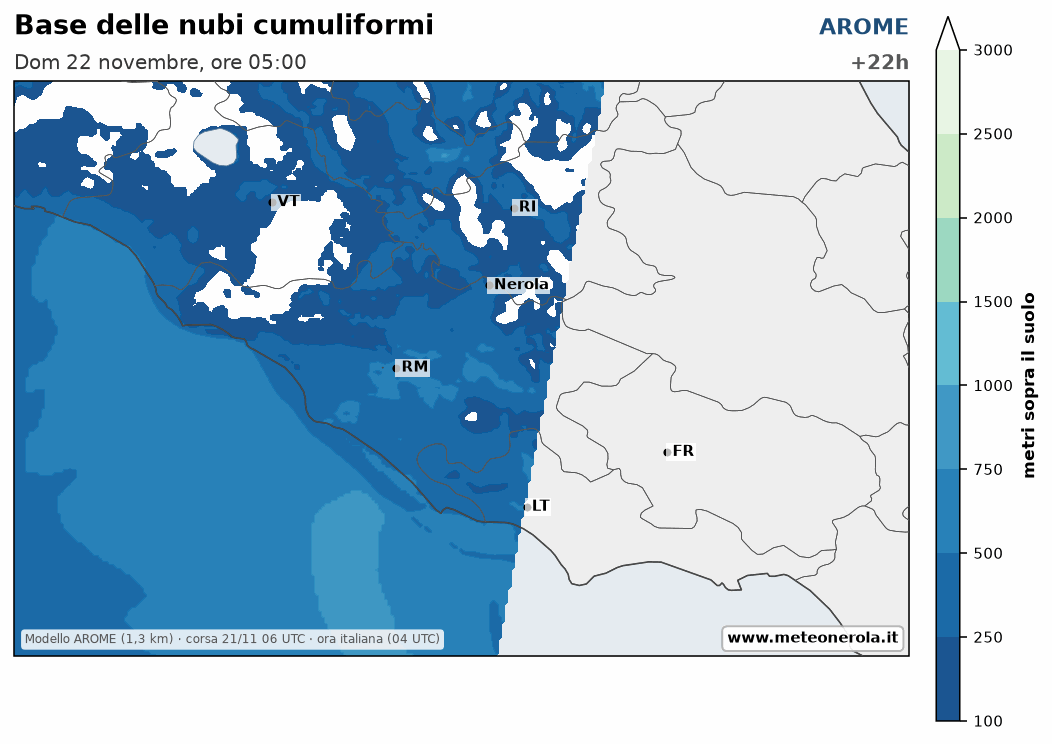 Base delle nubi cumuliformi
AROME
Dom 22 novembre, ore 05:00
+22h
VT
RI
Nerola
RM
FR
LT
Modello AROME (1,3 km) · corsa 21/11 06 UTC · ora italiana (04 UTC)
www.meteonerola.it
3000
2500
2000
1500
1000
750
500
250
100
metri sopra il suolo